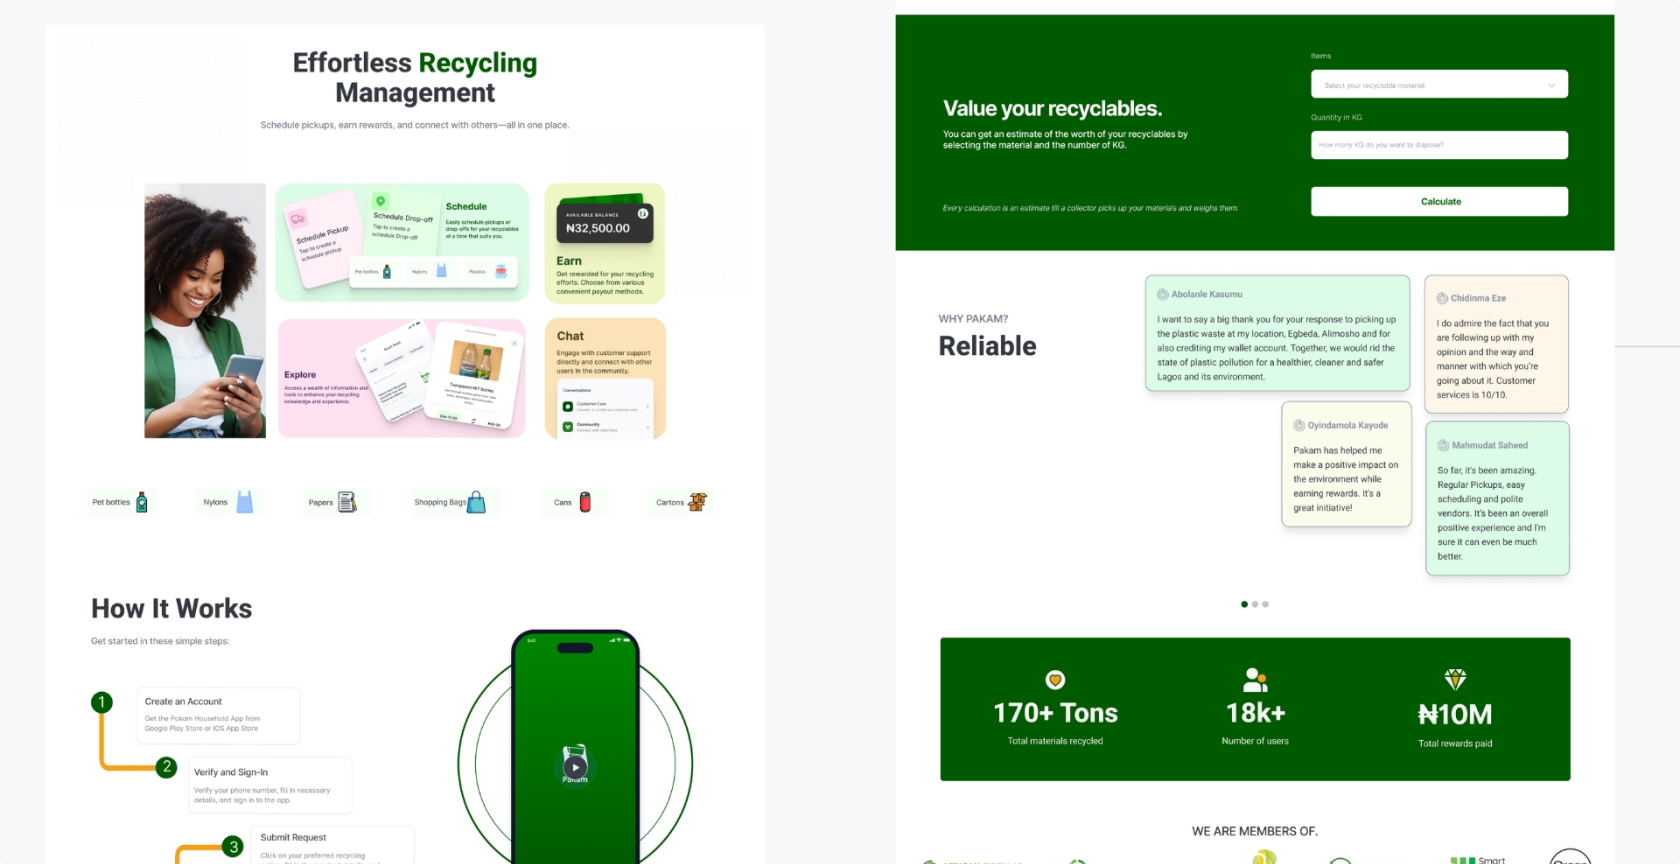 Effortless Recycling
Management
Schedule pickups, earn rewards, and connect with others—all in one place.
Schedule Pickup
Tap to create a
schedule pickup
Schedule Drop-off
Tap to create a
schedule Drop-off
Schedule
Easily schedule pickups or
drop-offs for your recyclables
at a time that suits you.
Pet bottles
Nylons
Plastics
AVAILABLE BALANCE
₦32,500.00
Earn
Get rewarded for your recycling
efforts. Choose from various
convenient payout methods.
Explore
Access a wealth of information and
tools to enhance your recycling
knowledge and experience.
Transparent PET Bottles
Chat
Engage with customer support
directly and connect with other
users in the community.
Conversations
Customer Care
Community
Pet bottles
Nylons
Papers
Shopping Bags
Cans
Cartons
How It Works
Get started in these simple steps:
1
Create an Account
Get the Pakam Household App from
Google Play Store or IOS App Store
2
Verify and Sign-In
Verify your phone number, fill in necessary
details, and sign in to the app.
3
Submit Request
Click on your preferred recycling
9:41
Pakam
Value your recyclables.
You can get an estimate of the worth of your recyclables by
selecting the material and the number of KG.
Every calculation is an estimate till a collector picks up your materials and weighs them.
Items
Select your recyclable material
Quantity in KG
How many KG do you want to dispose?
Calculate
WHY PAKAM?
Reliable
Abolanle Kasumu
I want to say a big thank you for your response to picking up
the plastic waste at my location, Egbeda, Alimosho and for
also crediting my wallet account. Together, we would rid the
state of plastic pollution for a healthier, cleaner and safer
Lagos and its environment.
Chidinma Eze
I do admire the fact that you
are following up with my
opinion and the way and
manner with which you're
going about it. Customer
services is 10/10.
Oyindamola Kayode
Pakam has helped me
make a positive impact on
the environment while
earning rewards. It's a
great initiative!
Mahmudat Saheed
So far, it's been amazing.
Regular Pickups, easy
scheduling and polite
vendors. It's been an overall
positive experience and I'm
sure it can even be much
better.
170+ Tons
Total materials recycled
18k+
Number of users
₦10M
Total rewards paid
WE ARE MEMBERS OF.
Smart